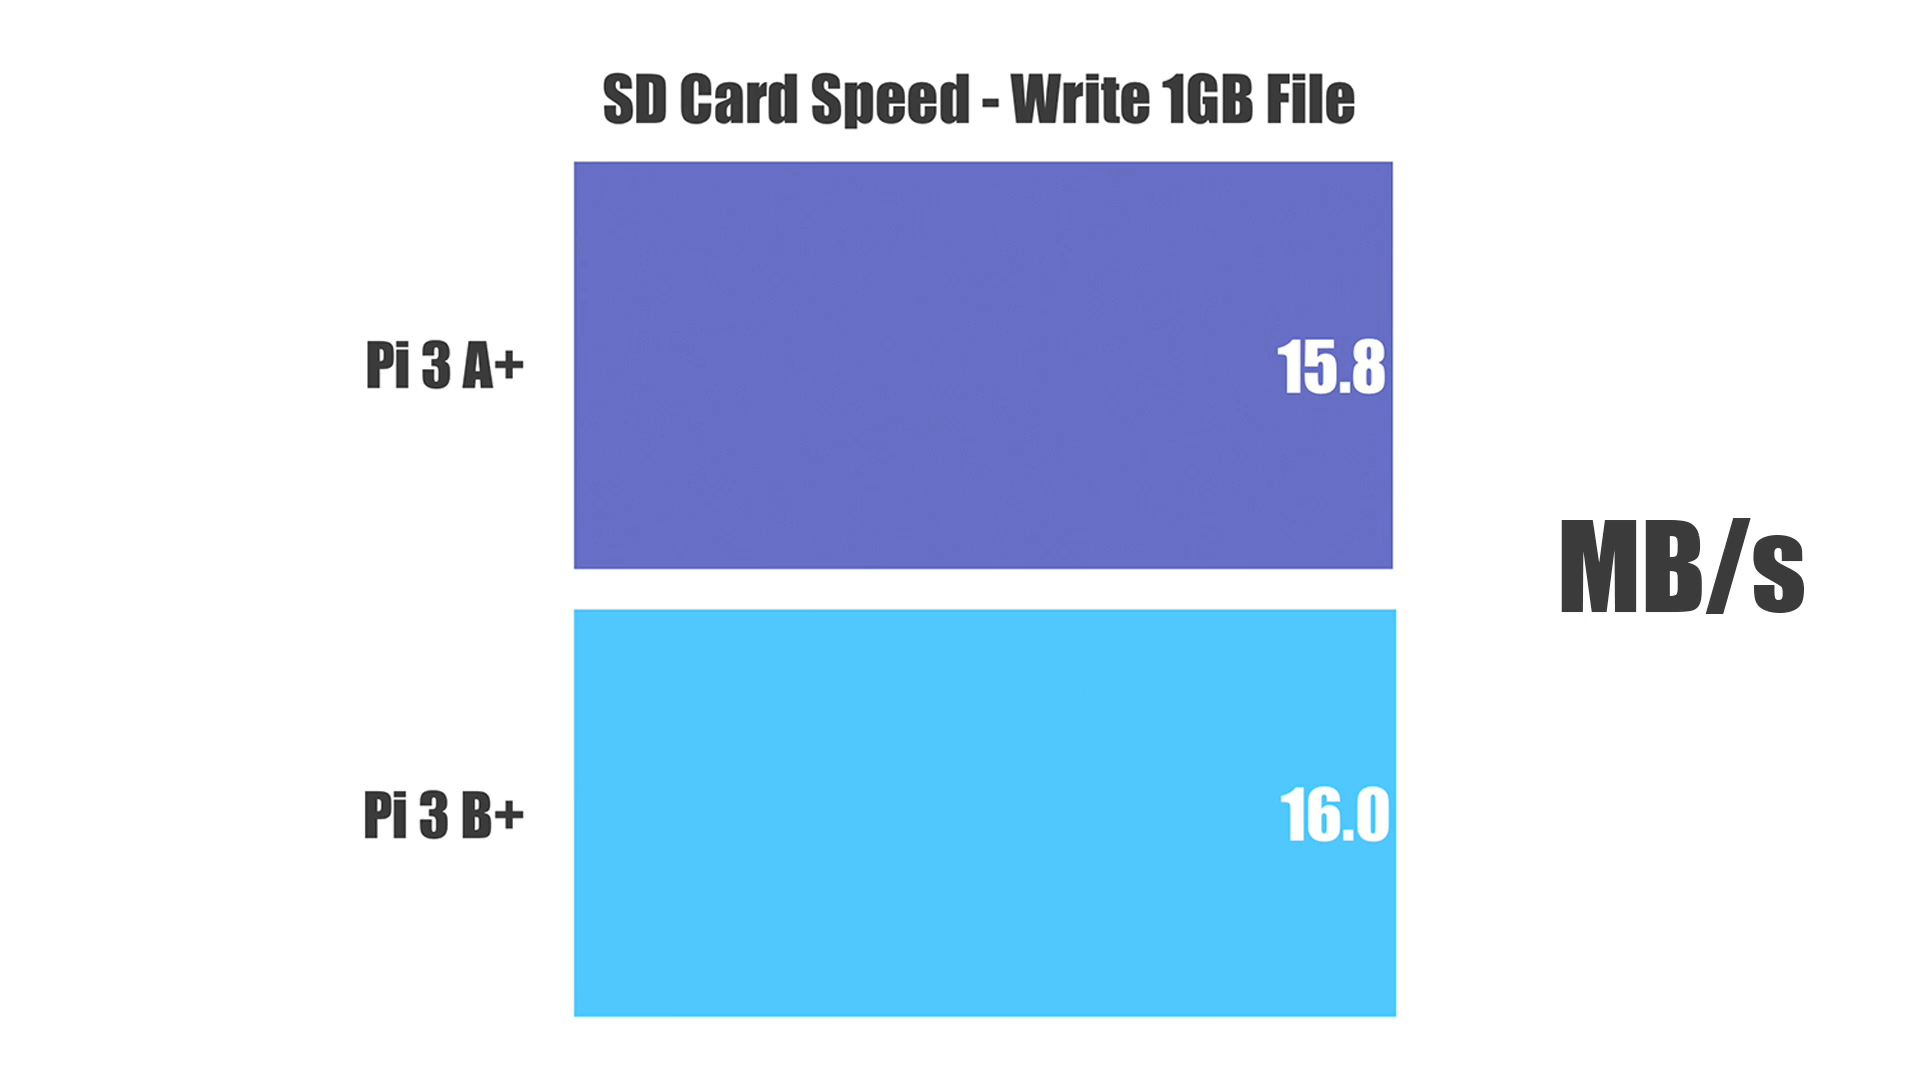 SD Card Speed - Write 1GB File
Pi 3 A+
15.8
MB/s
Pi 3 B+
16.0